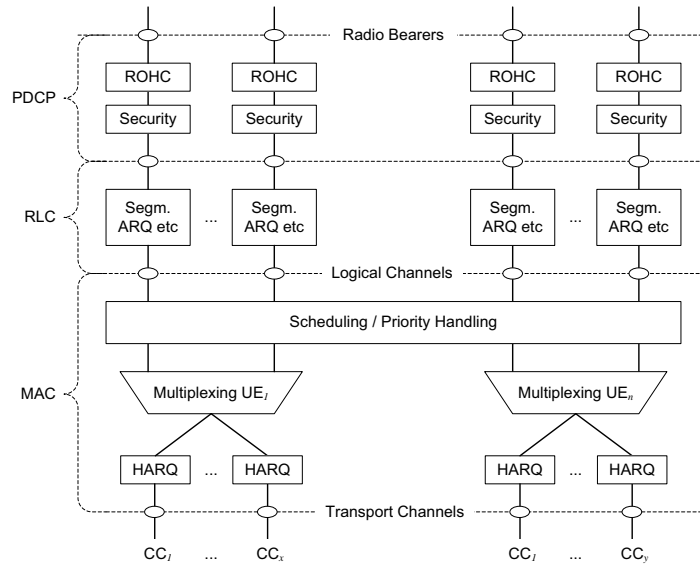 Radio Bearers
ROHC ROHC ROHC ROHC
PDCP
Security Security Security Security
Segm. ARQ etc ... Segm. ARQ etc Segm. ARQ etc ... Segm. ARQ etc
RLC
Logical Channels
Scheduling / Priority Handling
MAC
Multiplexing UE1 Multiplexing UEn
HARQ ... HARQ HARQ ... HARQ
Transport Channels
CC1 ... CCx CC1 ... CCy